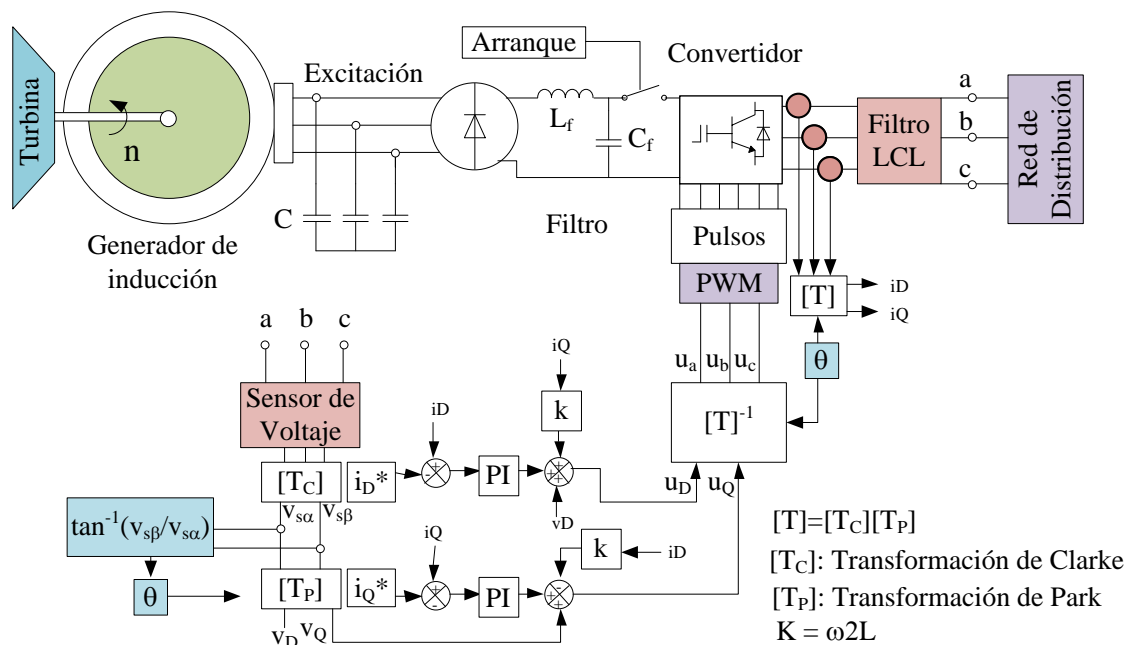 Turbina
n
Generador de
inducción
Excitación
C
Arranque
L_f
C_f
Filtro
Convertidor
Pulsos
PWM
Filtro
LCL
a
b
c
Red de
Distribución
[T]
iD
iQ
θ
u_a u_b u_c
[T]^-1
u_D u_Q
a b c
Sensor de
Voltaje
[T_C]
v_sα v_sβ
tan^-1(v_sβ/v_sα)
θ
[T_P]
v_D v_Q
i_D*
iD
- +
PI
iQ
k
+ + +
vD
i_Q*
iQ
+ -
PI
k
iD
- + +
[T]=[T_C][T_P]
[T_C]: Transformación de Clarke
[T_P]: Transformación de Park
K = ω2L